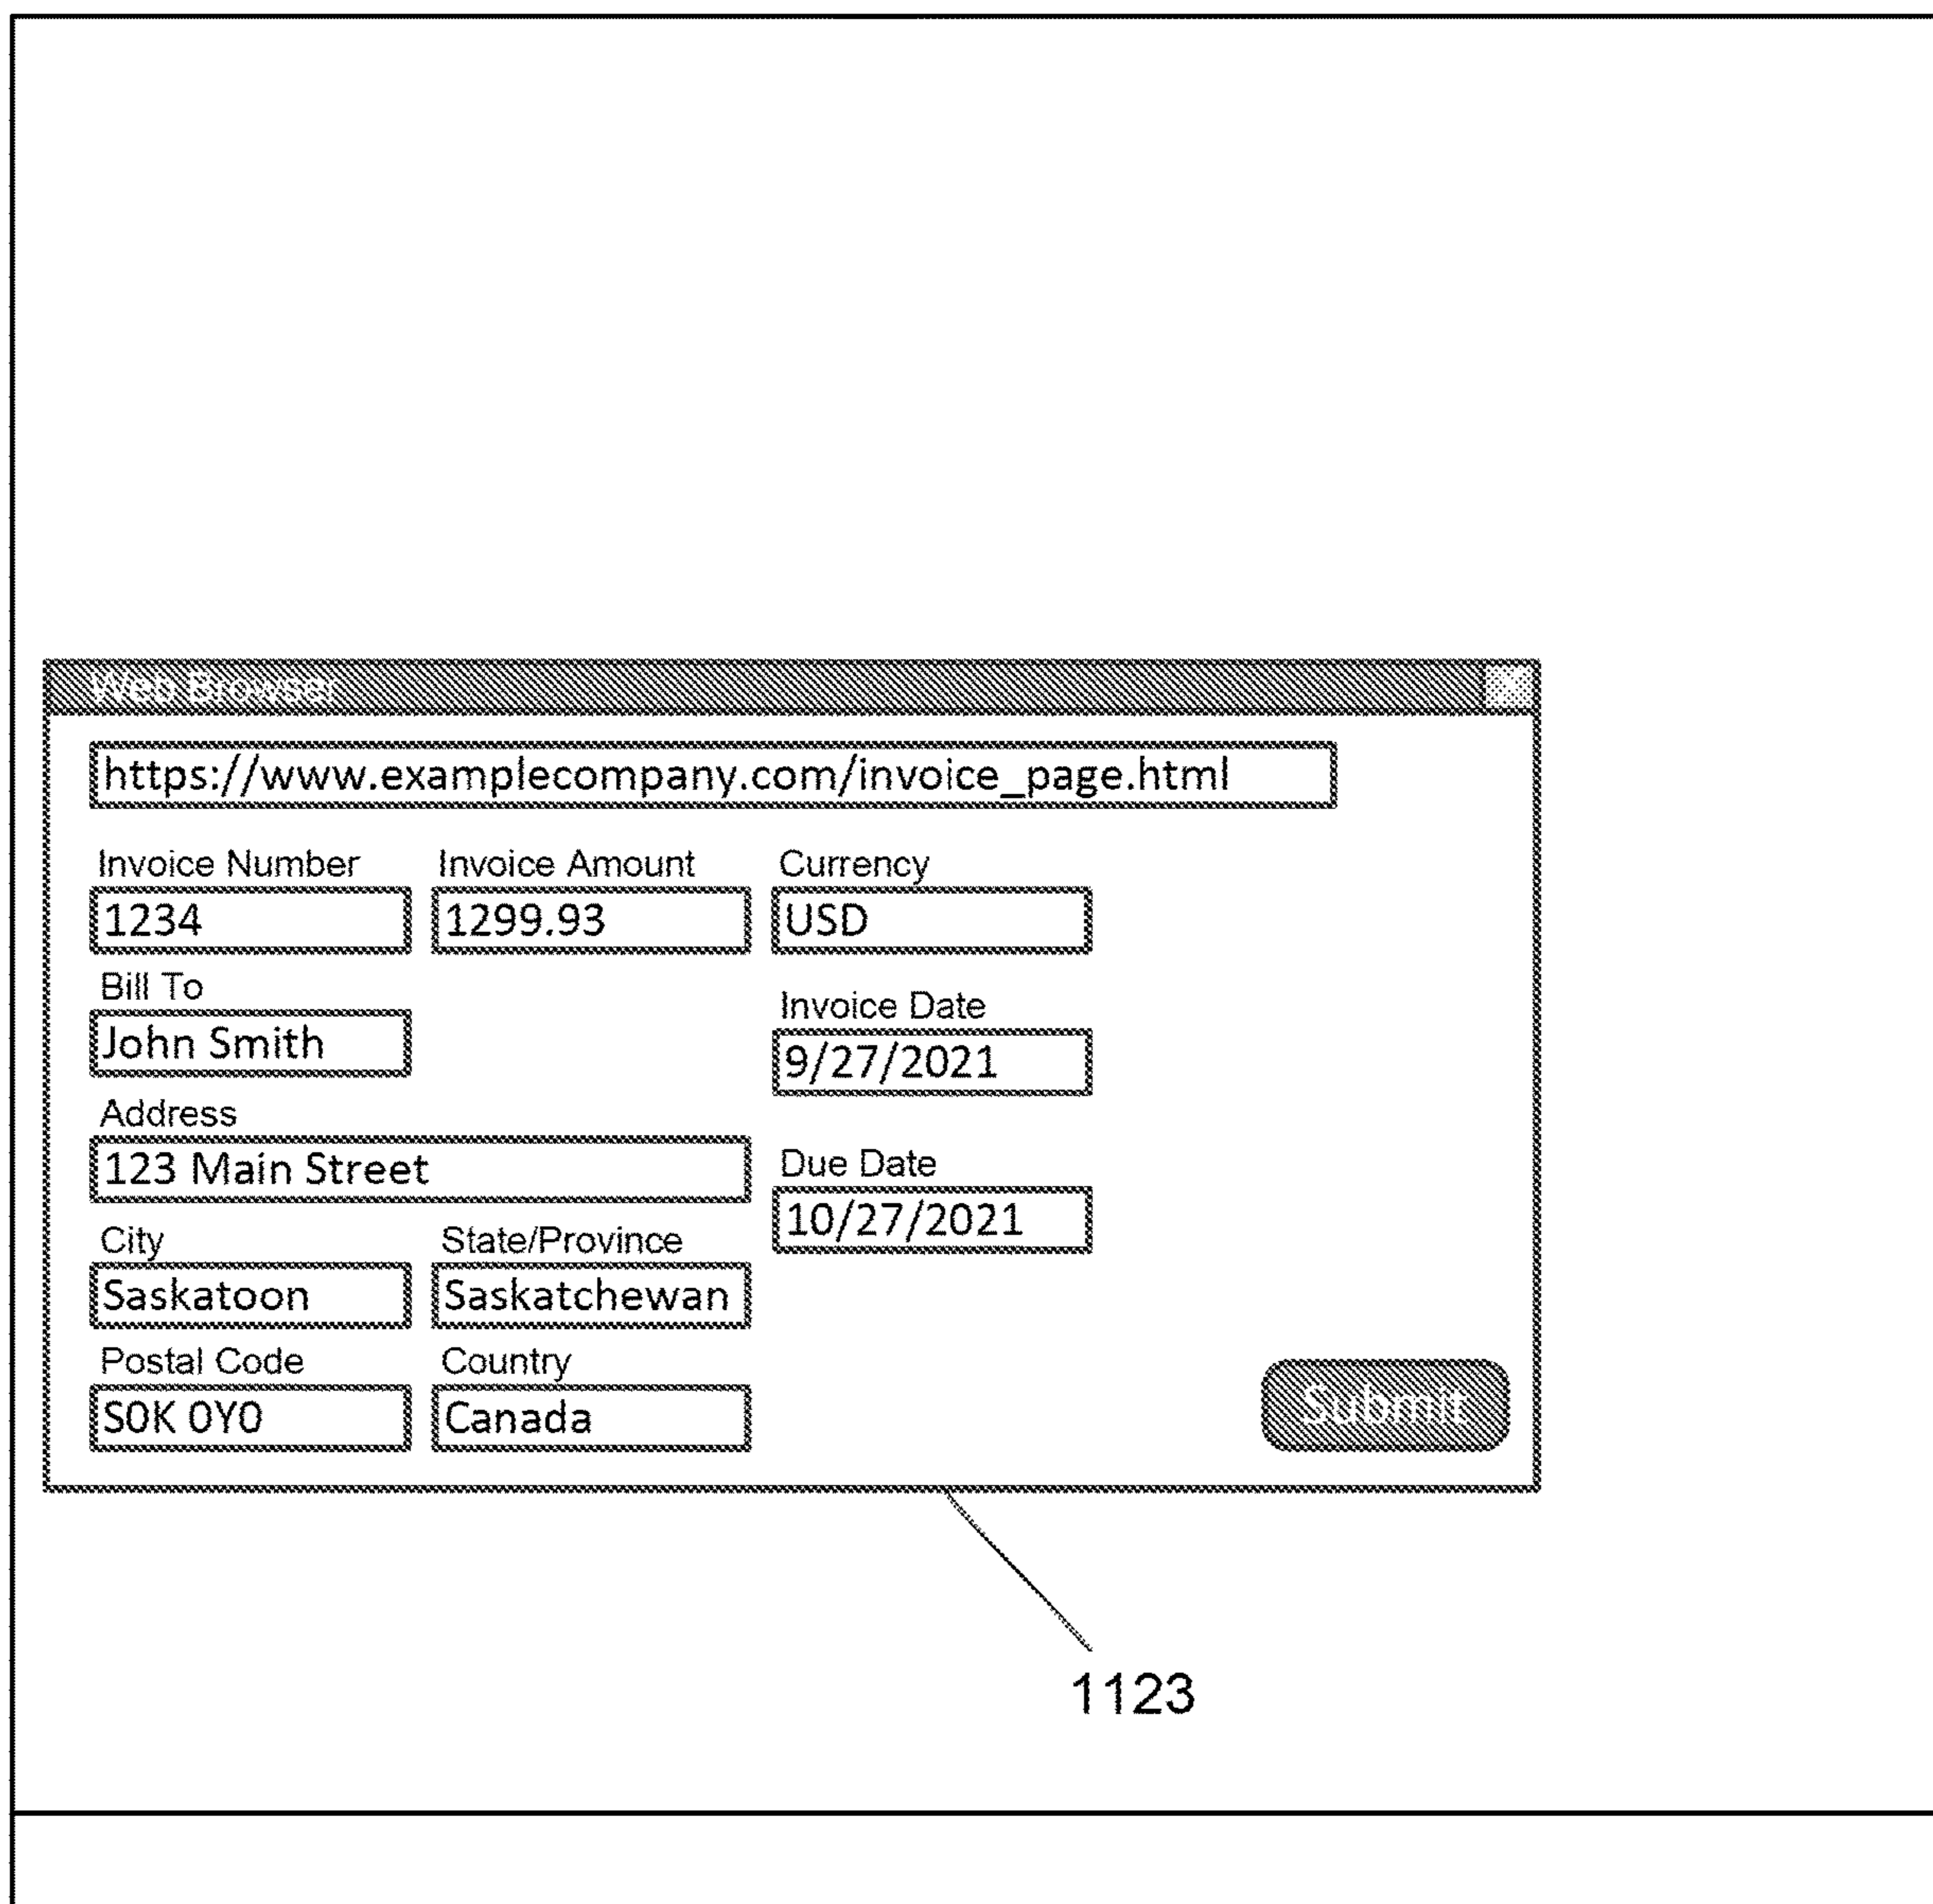 Web Browser
https://www.examplecompany.com/invoice_page.html
Invoice Number Invoice Amount Currency
1234 1299.93 USD
Bill To
Invoice Date
John Smith
9/27/2021
Address
123 Main Street
Due Date
10/27/2021
City State/Province
Saskatoon Saskatchewan
Postal Code Country
S0K 0Y0 Canada
Submit
1123